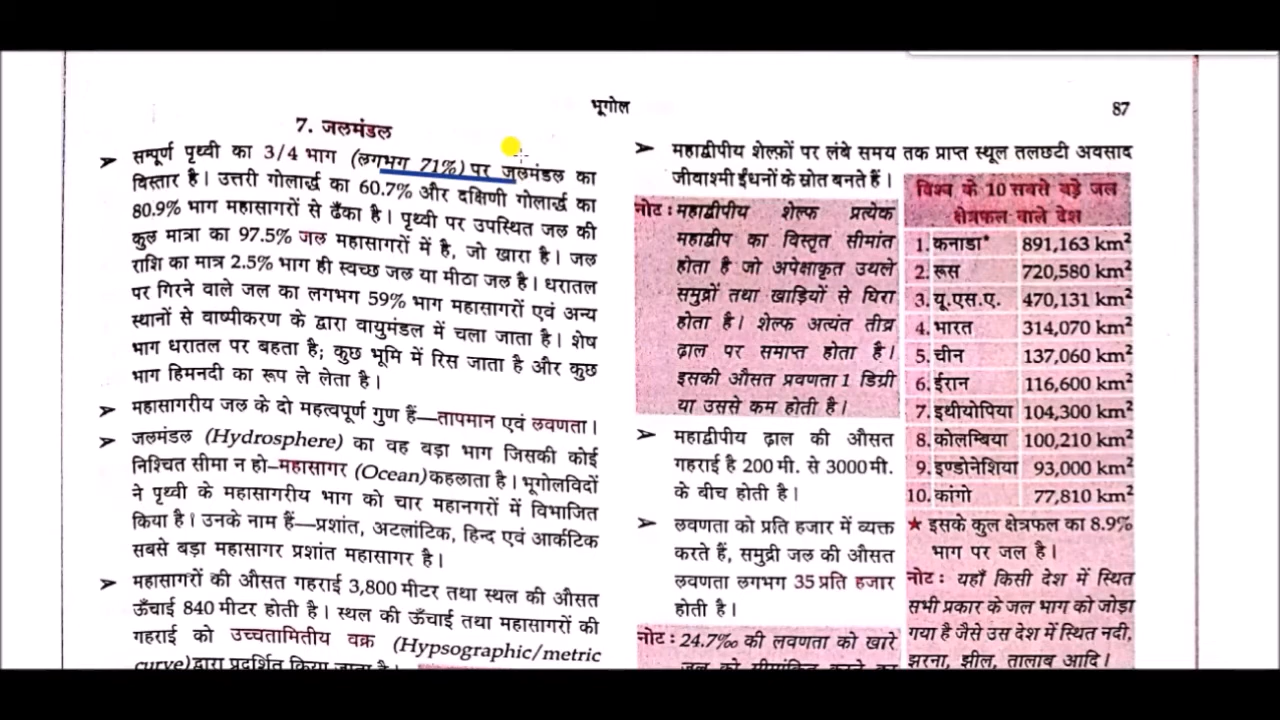 भूगोल
87
7. जलमंडल
➤ सम्पूर्ण पृथ्वी का 3/4 भाग (लगभग 71%) पर जलमंडल का
विस्तार है। उत्तरी गोलार्द्ध का 60.7% और दक्षिणी गोलार्द्ध का
80.9% भाग महासागरों से ढँका है। पृथ्वी पर उपस्थित जल की
कुल मात्रा का 97.5% जल महासागरों में है, जो खारा है। जल
राशि का मात्र 2.5% भाग ही स्वच्छ जल या मीठा जल है। धरातल
पर गिरने वाले जल का लगभग 59% भाग महासागरों एवं अन्य
स्थानों से वाष्पीकरण के द्वारा वायुमंडल में चला जाता है। शेष
भाग धरातल पर बहता है; कुछ भूमि में रिस जाता है और कुछ
भाग हिमनदी का रूप ले लेता है।
➤ महासागरीय जल के दो महत्वपूर्ण गुण हैं—तापमान एवं लवणता।
➤ जलमंडल (Hydrosphere) का वह बड़ा भाग जिसकी कोई
निश्चित सीमा न हो–महासागर (Ocean) कहलाता है। भूगोलविदों
ने पृथ्वी के महासागरीय भाग को चार महानगरों में विभाजित
किया है। उनके नाम हैं—प्रशांत, अटलांटिक, हिन्द एवं आर्कटिक
सबसे बड़ा महासागर प्रशांत महासागर है।
➤ महासागरों की औसत गहराई 3,800 मीटर तथा स्थल की औसत
ऊँचाई 840 मीटर होती है। स्थल की ऊँचाई तथा महासागरों की
गहराई को उच्चतामितीय वक्र (Hypsographic/metric
curve) द्वारा प्रदर्शित किया जाता है।
➤ महाद्वीपीय शेल्फ़ों पर लंबे समय तक प्राप्त स्थूल तलछटी अवसाद
जीवाश्मी ईंधनों के स्रोत बनते हैं।
नोट : महाद्वीपीय शेल्फ प्रत्येक
महाद्वीप का विस्तृत सीमांत
होता है जो अपेक्षाकृत उथले
समुद्रों तथा खाड़ियों से घिरा
होता है। शेल्फ अत्यंत तीव्र
ढ़ाल पर समाप्त होता है।
इसकी औसत प्रवणता 1 डिग्री
या उससे कम होती है।
➤ महाद्वीपीय ढ़ाल की औसत
गहराई है 200 मी. से 3000 मी.
के बीच होती है।
➤ लवणता को प्रति हजार में व्यक्त
करते हैं, समुद्री जल की औसत
लवणता लगभग 35 प्रति हजार
होती है।
नोट : 24.7‰ की लवणता को खारे
जल को सीमांकित करने का
विश्व के 10 सबसे बड़े जल
क्षेत्रफल वाले देश
1. कनाडा* 891,163 km²
2. रूस 720,580 km²
3. यू.एस.ए. 470,131 km²
4. भारत 314,070 km²
5. चीन 137,060 km²
6. ईरान 116,600 km²
7. इथीयोपिया 104,300 km²
8. कोलम्बिया 100,210 km²
9. इण्डोनेशिया 93,000 km²
10. कांगो 77,810 km²
★ इसके कुल क्षेत्रफल का 8.9%
भाग पर जल है।
नोट : यहाँ किसी देश में स्थित
सभी प्रकार के जल भाग को जोड़ा
गया है जैसे उस देश में स्थित नदी,
झरना, झील, तालाब आदि।